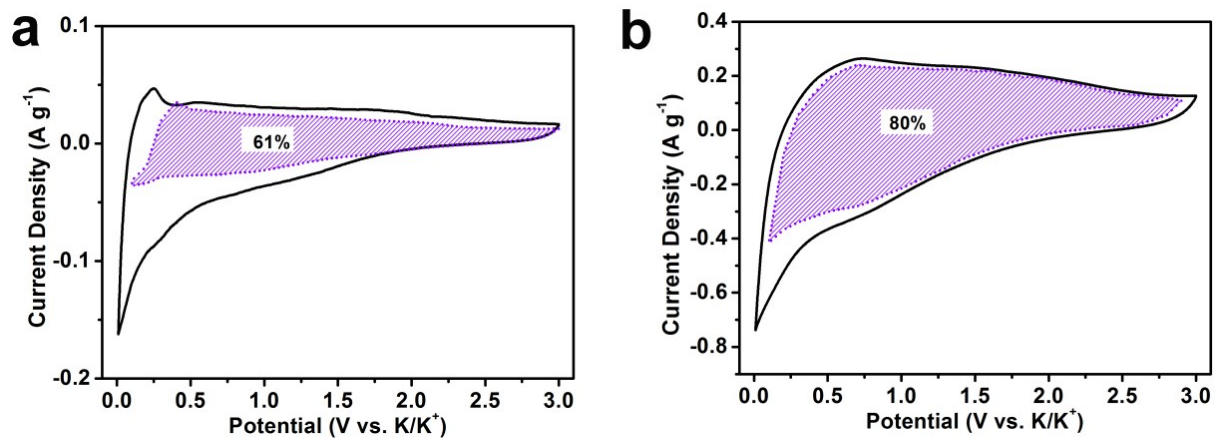 a
0.1
0.0
-0.1
-0.2
Current Density (A g-1)
61%
0.0 0.5 1.0 1.5 2.0 2.5 3.0
Potential (V vs. K/K+)
b
0.4
0.2
0.0
-0.2
-0.4
-0.6
-0.8
Current Density (A g-1)
80%
0.0 0.5 1.0 1.5 2.0 2.5 3.0
Potential (V vs. K/K+)